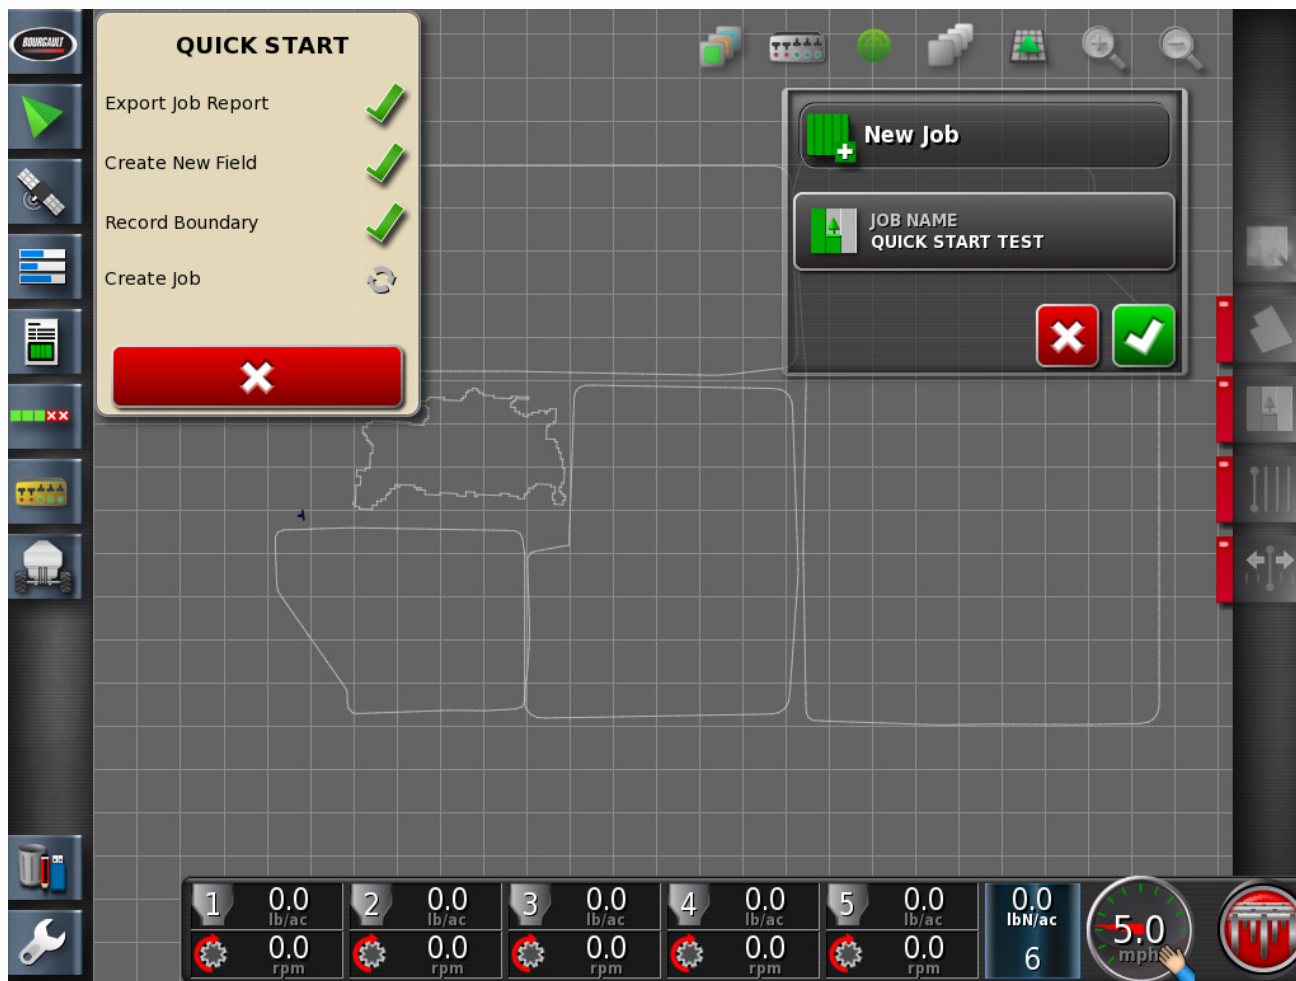 BOURGAULT
QUICK START
Export Job Report
Create New Field
Record Boundary
Create Job
New Job
JOB NAME
QUICK START TEST
1 0.0 lb/ac
0.0 rpm
2 0.0 lb/ac
0.0 rpm
3 0.0 lb/ac
0.0 rpm
4 0.0 lb/ac
0.0 rpm
5 0.0 lb/ac
0.0 rpm
0.0
lbN/ac
6
5.0
mph